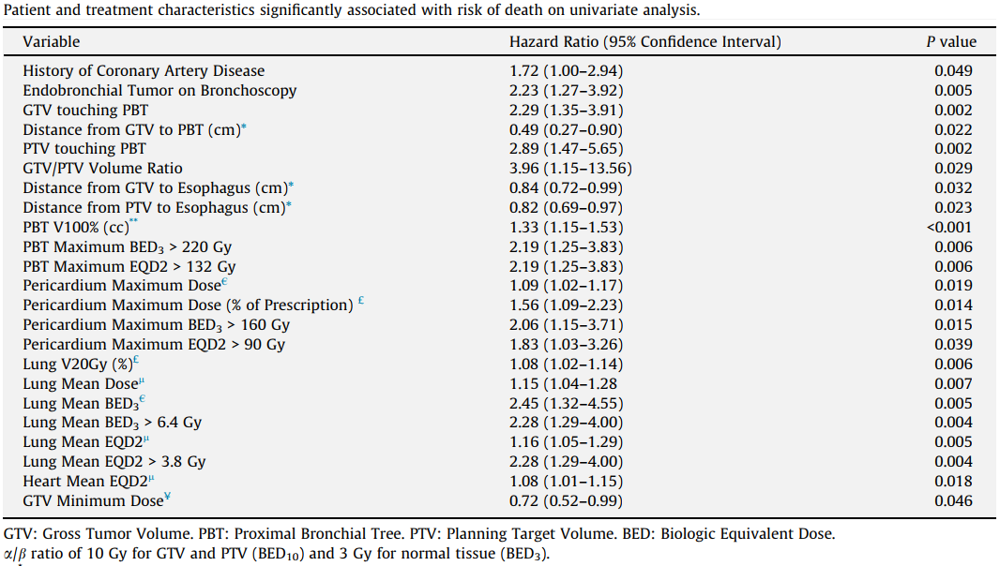 Patient and treatment characteristics significantly associated with risk of death on univariate analysis.
Variable Hazard Ratio (95% Confidence Interval) P value
History of Coronary Artery Disease 1.72 (1.00–2.94) 0.049
Endobronchial Tumor on Bronchoscopy 2.23 (1.27–3.92) 0.005
GTV touching PBT 2.29 (1.35–3.91) 0.002
Distance from GTV to PBT (cm)* 0.49 (0.27–0.90) 0.022
PTV touching PBT 2.89 (1.47–5.65) 0.002
GTV/PTV Volume Ratio 3.96 (1.15–13.56) 0.029
Distance from GTV to Esophagus (cm)* 0.84 (0.72–0.99) 0.032
Distance from PTV to Esophagus (cm)* 0.82 (0.69–0.97) 0.023
PBT V100% (cc)** 1.33 (1.15–1.53) <0.001
PBT Maximum BED₃ > 220 Gy 2.19 (1.25–3.83) 0.006
PBT Maximum EQD2 > 132 Gy 2.19 (1.25–3.83) 0.006
Pericardium Maximum Dose€ 1.09 (1.02–1.17) 0.019
Pericardium Maximum Dose (% of Prescription) £ 1.56 (1.09–2.23) 0.014
Pericardium Maximum BED₃ > 160 Gy 2.06 (1.15–3.71) 0.015
Pericardium Maximum EQD2 > 90 Gy 1.83 (1.03–3.26) 0.039
Lung V20Gy (%)£ 1.08 (1.02–1.14) 0.006
Lung Mean Doseµ 1.15 (1.04–1.28 0.007
Lung Mean BED₃€ 2.45 (1.32–4.55) 0.005
Lung Mean BED₃ > 6.4 Gy 2.28 (1.29–4.00) 0.004
Lung Mean EQD2µ 1.16 (1.05–1.29) 0.005
Lung Mean EQD2 > 3.8 Gy 2.28 (1.29–4.00) 0.004
Heart Mean EQD2µ 1.08 (1.01–1.15) 0.018
GTV Minimum Dose¥ 0.72 (0.52–0.99) 0.046
GTV: Gross Tumor Volume. PBT: Proximal Bronchial Tree. PTV: Planning Target Volume. BED: Biologic Equivalent Dose.
α/β ratio of 10 Gy for GTV and PTV (BED₁₀) and 3 Gy for normal tissue (BED₃).